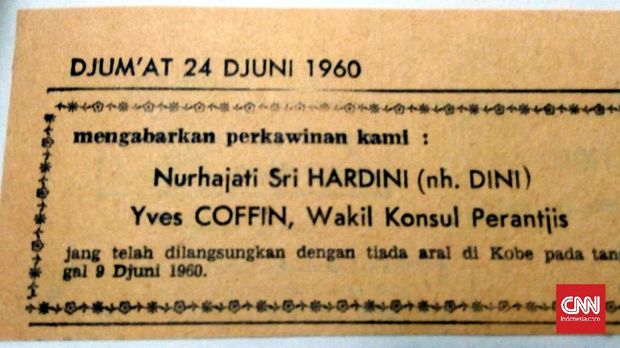 DJUM'AT 24 DJUNI 1960
mengabarkan perkawinan kami :
Nurhajati Sri HARDINI (nh. DINI)
Yves COFFIN, Wakil Konsul Perantjis
jang telah dilangsungkan dengan tiada aral di Kobe pada tang
gal 9 Djuni 1960.
CNN
Indonesia.com